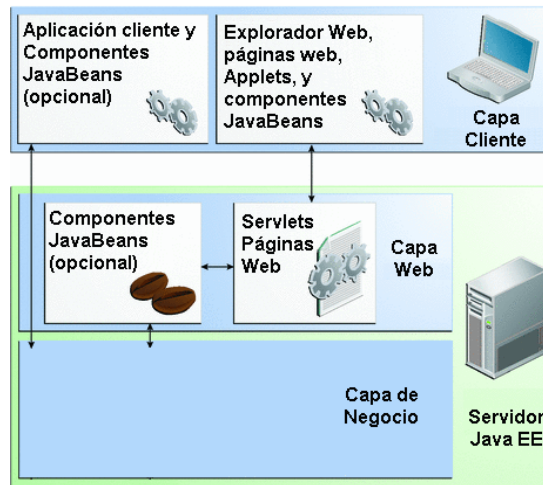 Aplicación cliente y
Componentes
JavaBeans
(opcional)
Explorador Web,
páginas web,
Applets, y
componentes
JavaBeans
Capa
Cliente
Componentes
JavaBeans
(opcional)
Servlets
Páginas
Web
Capa
Web
Capa de
Negocio
Servidor
Java EE